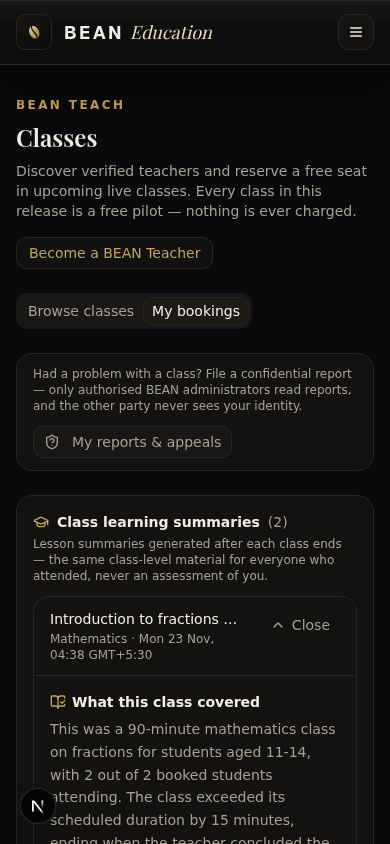 BEAN Education
BEAN TEACH
Classes
Discover verified teachers and reserve a free seat
in upcoming live classes. Every class in this
release is a free pilot — nothing is ever charged.
Become a BEAN Teacher
Browse classes My bookings
Had a problem with a class? File a confidential report
— only authorised BEAN administrators read reports,
and the other party never sees your identity.
My reports & appeals
Class learning summaries (2)
Lesson summaries generated after each class ends
— the same class-level material for everyone who
attended, never an assessment of you.
Introduction to fractions ...
Close
Mathematics · Mon 23 Nov,
04:38 GMT+5:30
What this class covered
This was a 90-minute mathematics class
on fractions for students aged 11-14,
with 2 out of 2 booked students
attending. The class exceeded its
N
scheduled duration by 15 minutes,
ending when the teacher concluded the